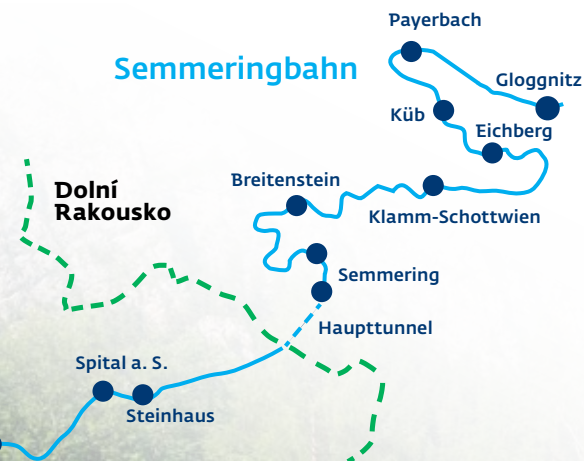 Payerbach
Semmeringbahn
Gloggnitz
Küb
Eichberg
Breitenstein
Dolní
Rakousko
Klamm-Schottwien
Semmering
Haupttunnel
Spital a. S.
Steinhaus